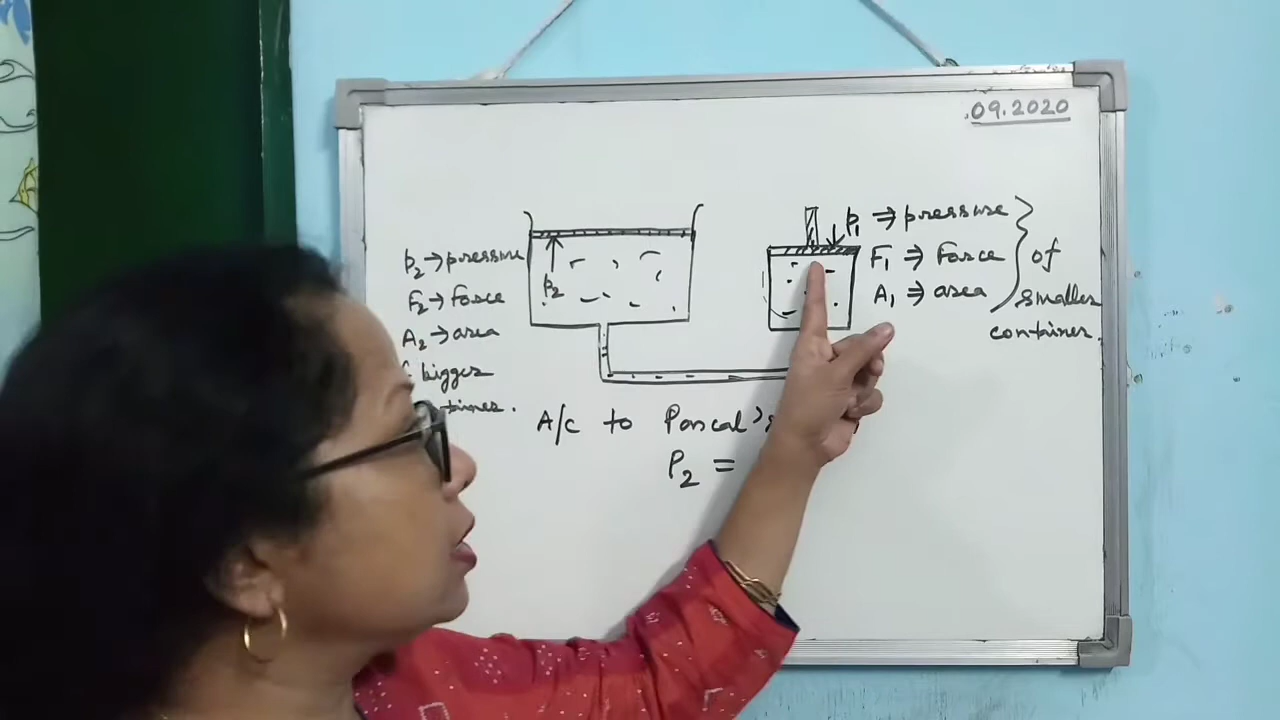 .09.2020
p₂ → pressure
F₂ → Force
A₂ → area
bigger
p₂
p₁ ⇒ pressure
F₁ ⇒ Force
A₁ ⇒ area
of
smaller
container.
A/c to Pascal's
P₂ =